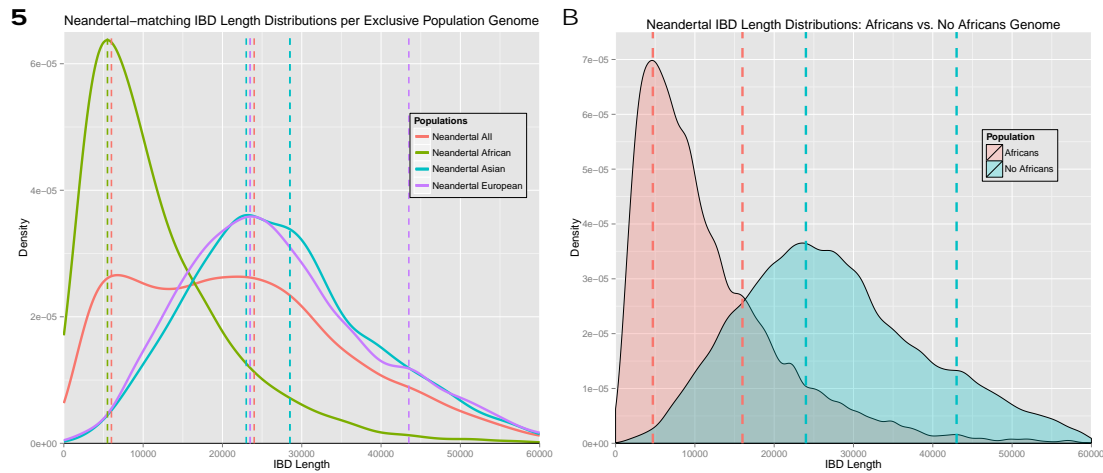 5
Neandertal−matching IBD Length Distributions per Exclusive Population Genome
6e−05
4e−05
2e−05
0e+00
Density
Populations
Neandertal All
Neandertal African
Neandertal Asian
Neandertal European
0 10000 20000 30000 40000 50000 60000
IBD Length
B
Neandertal IBD Length Distributions: Africans vs. No Africans Genome
7e−05
6e−05
5e−05
4e−05
3e−05
2e−05
1e−05
0e+00
Density
Population
Africans
No Africans
0 10000 20000 30000 40000 50000 60000
IBD Length